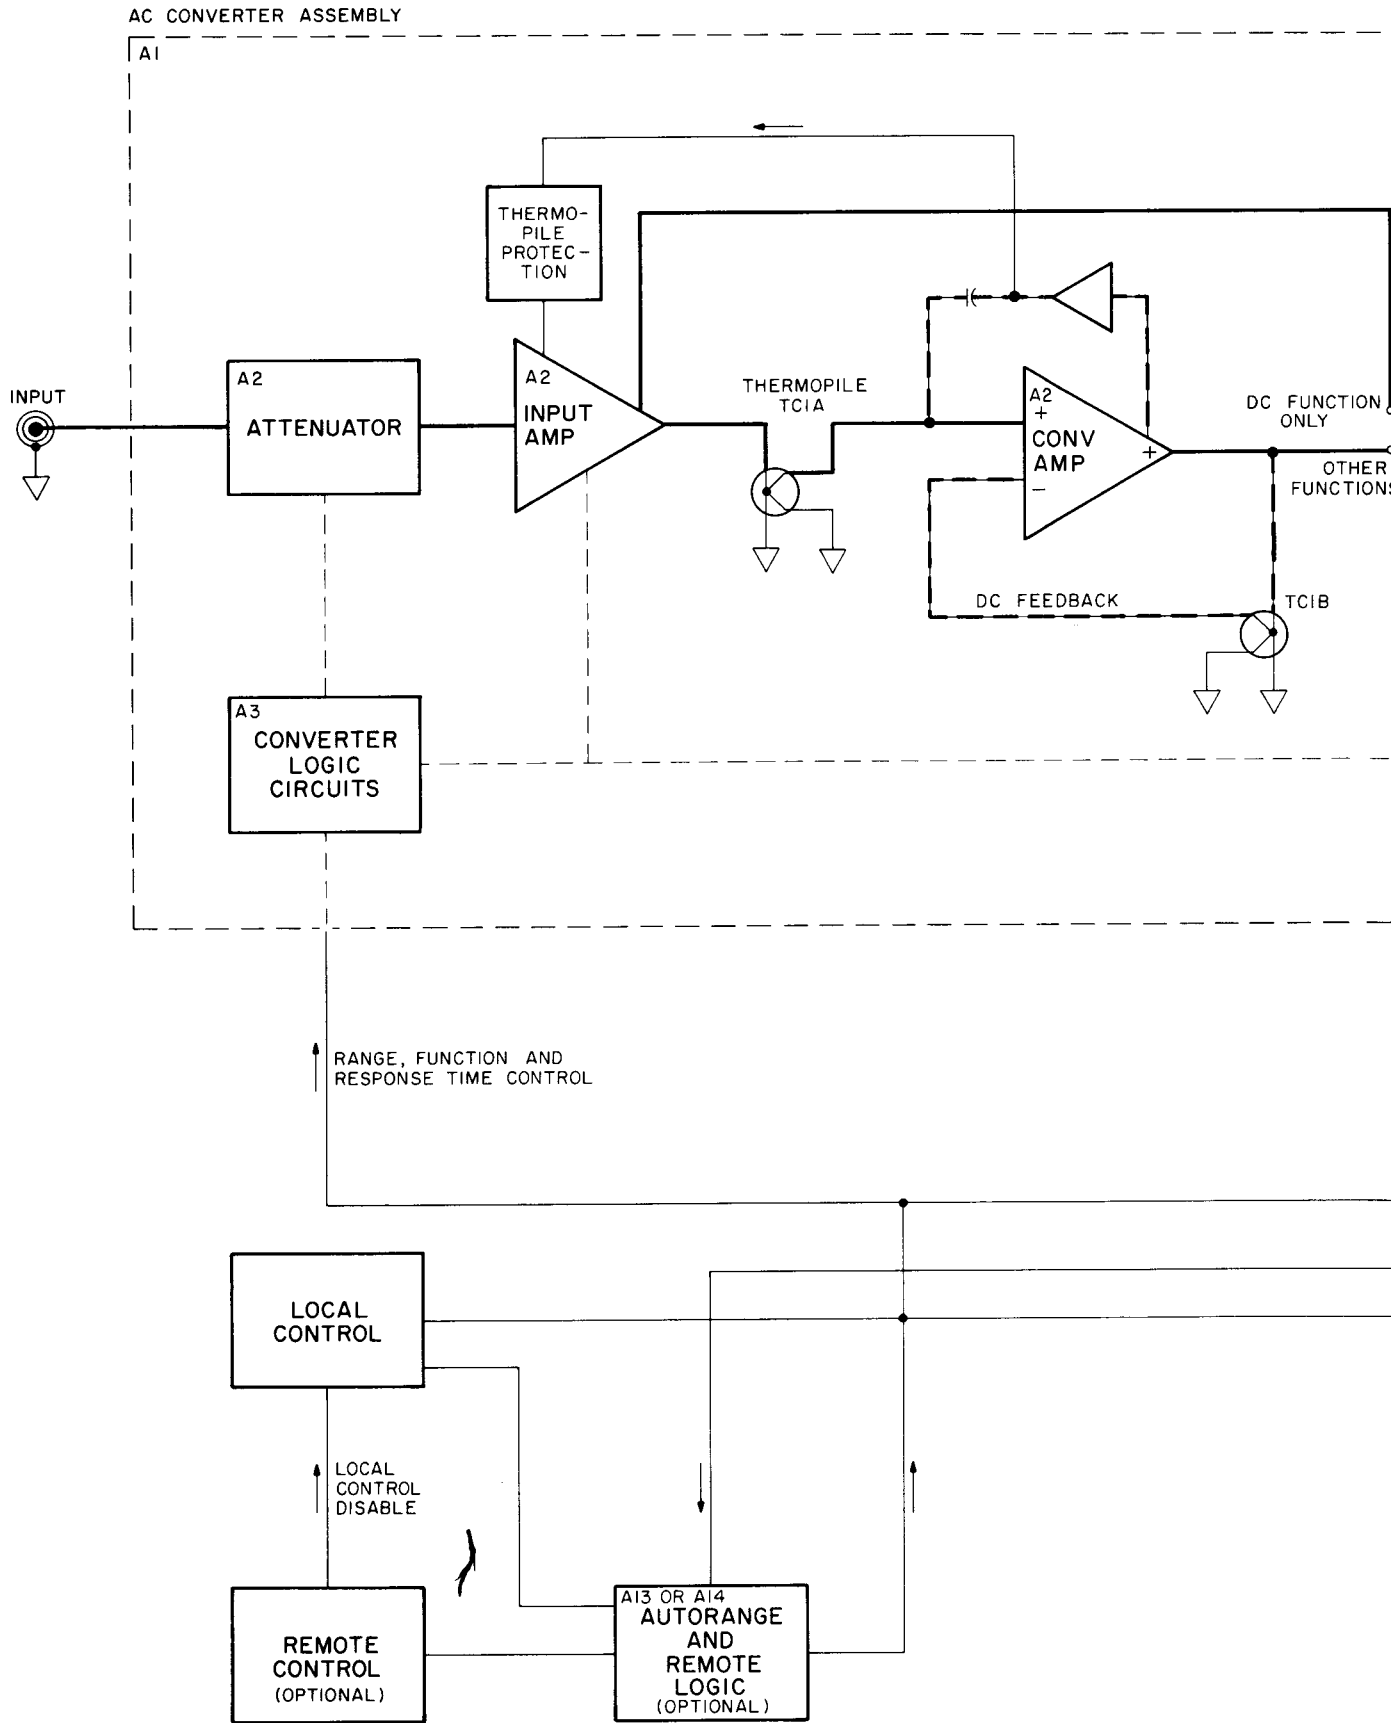 AC CONVERTER ASSEMBLY
A1
THERMO-
PILE
PROTEC-
TION
INPUT
A2
ATTENUATOR
A2
INPUT
AMP
THERMOPILE
TC1A
A2
+
CONV
AMP
+
−
DC FUNCTION
ONLY
OTHER
FUNCTIONS
DC FEEDBACK
TC1B
A3
CONVERTER
LOGIC
CIRCUITS
RANGE, FUNCTION AND
RESPONSE TIME CONTROL
LOCAL
CONTROL
LOCAL
CONTROL
DISABLE
REMOTE
CONTROL
(OPTIONAL)
A13 OR A14
AUTORANGE
AND
REMOTE
LOGIC
(OPTIONAL)